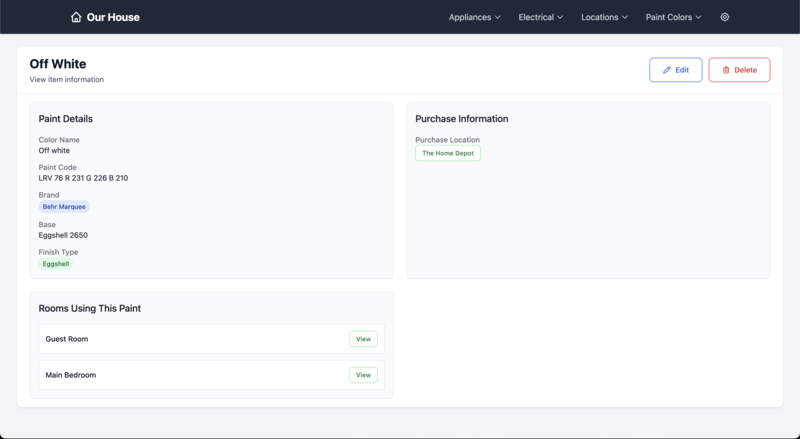 Our House
Appliances
Electrical
Locations
Paint Colors
Off White
View item information
Edit
Delete
Paint Details
Color Name
Off white
Paint Code
LRV 76 R 231 G 226 B 210
Brand
Behr Marquee
Base
Eggshell 2650
Finish Type
Eggshell
Purchase Information
Purchase Location
The Home Depot
Rooms Using This Paint
Guest Room
View
Main Bedroom
View